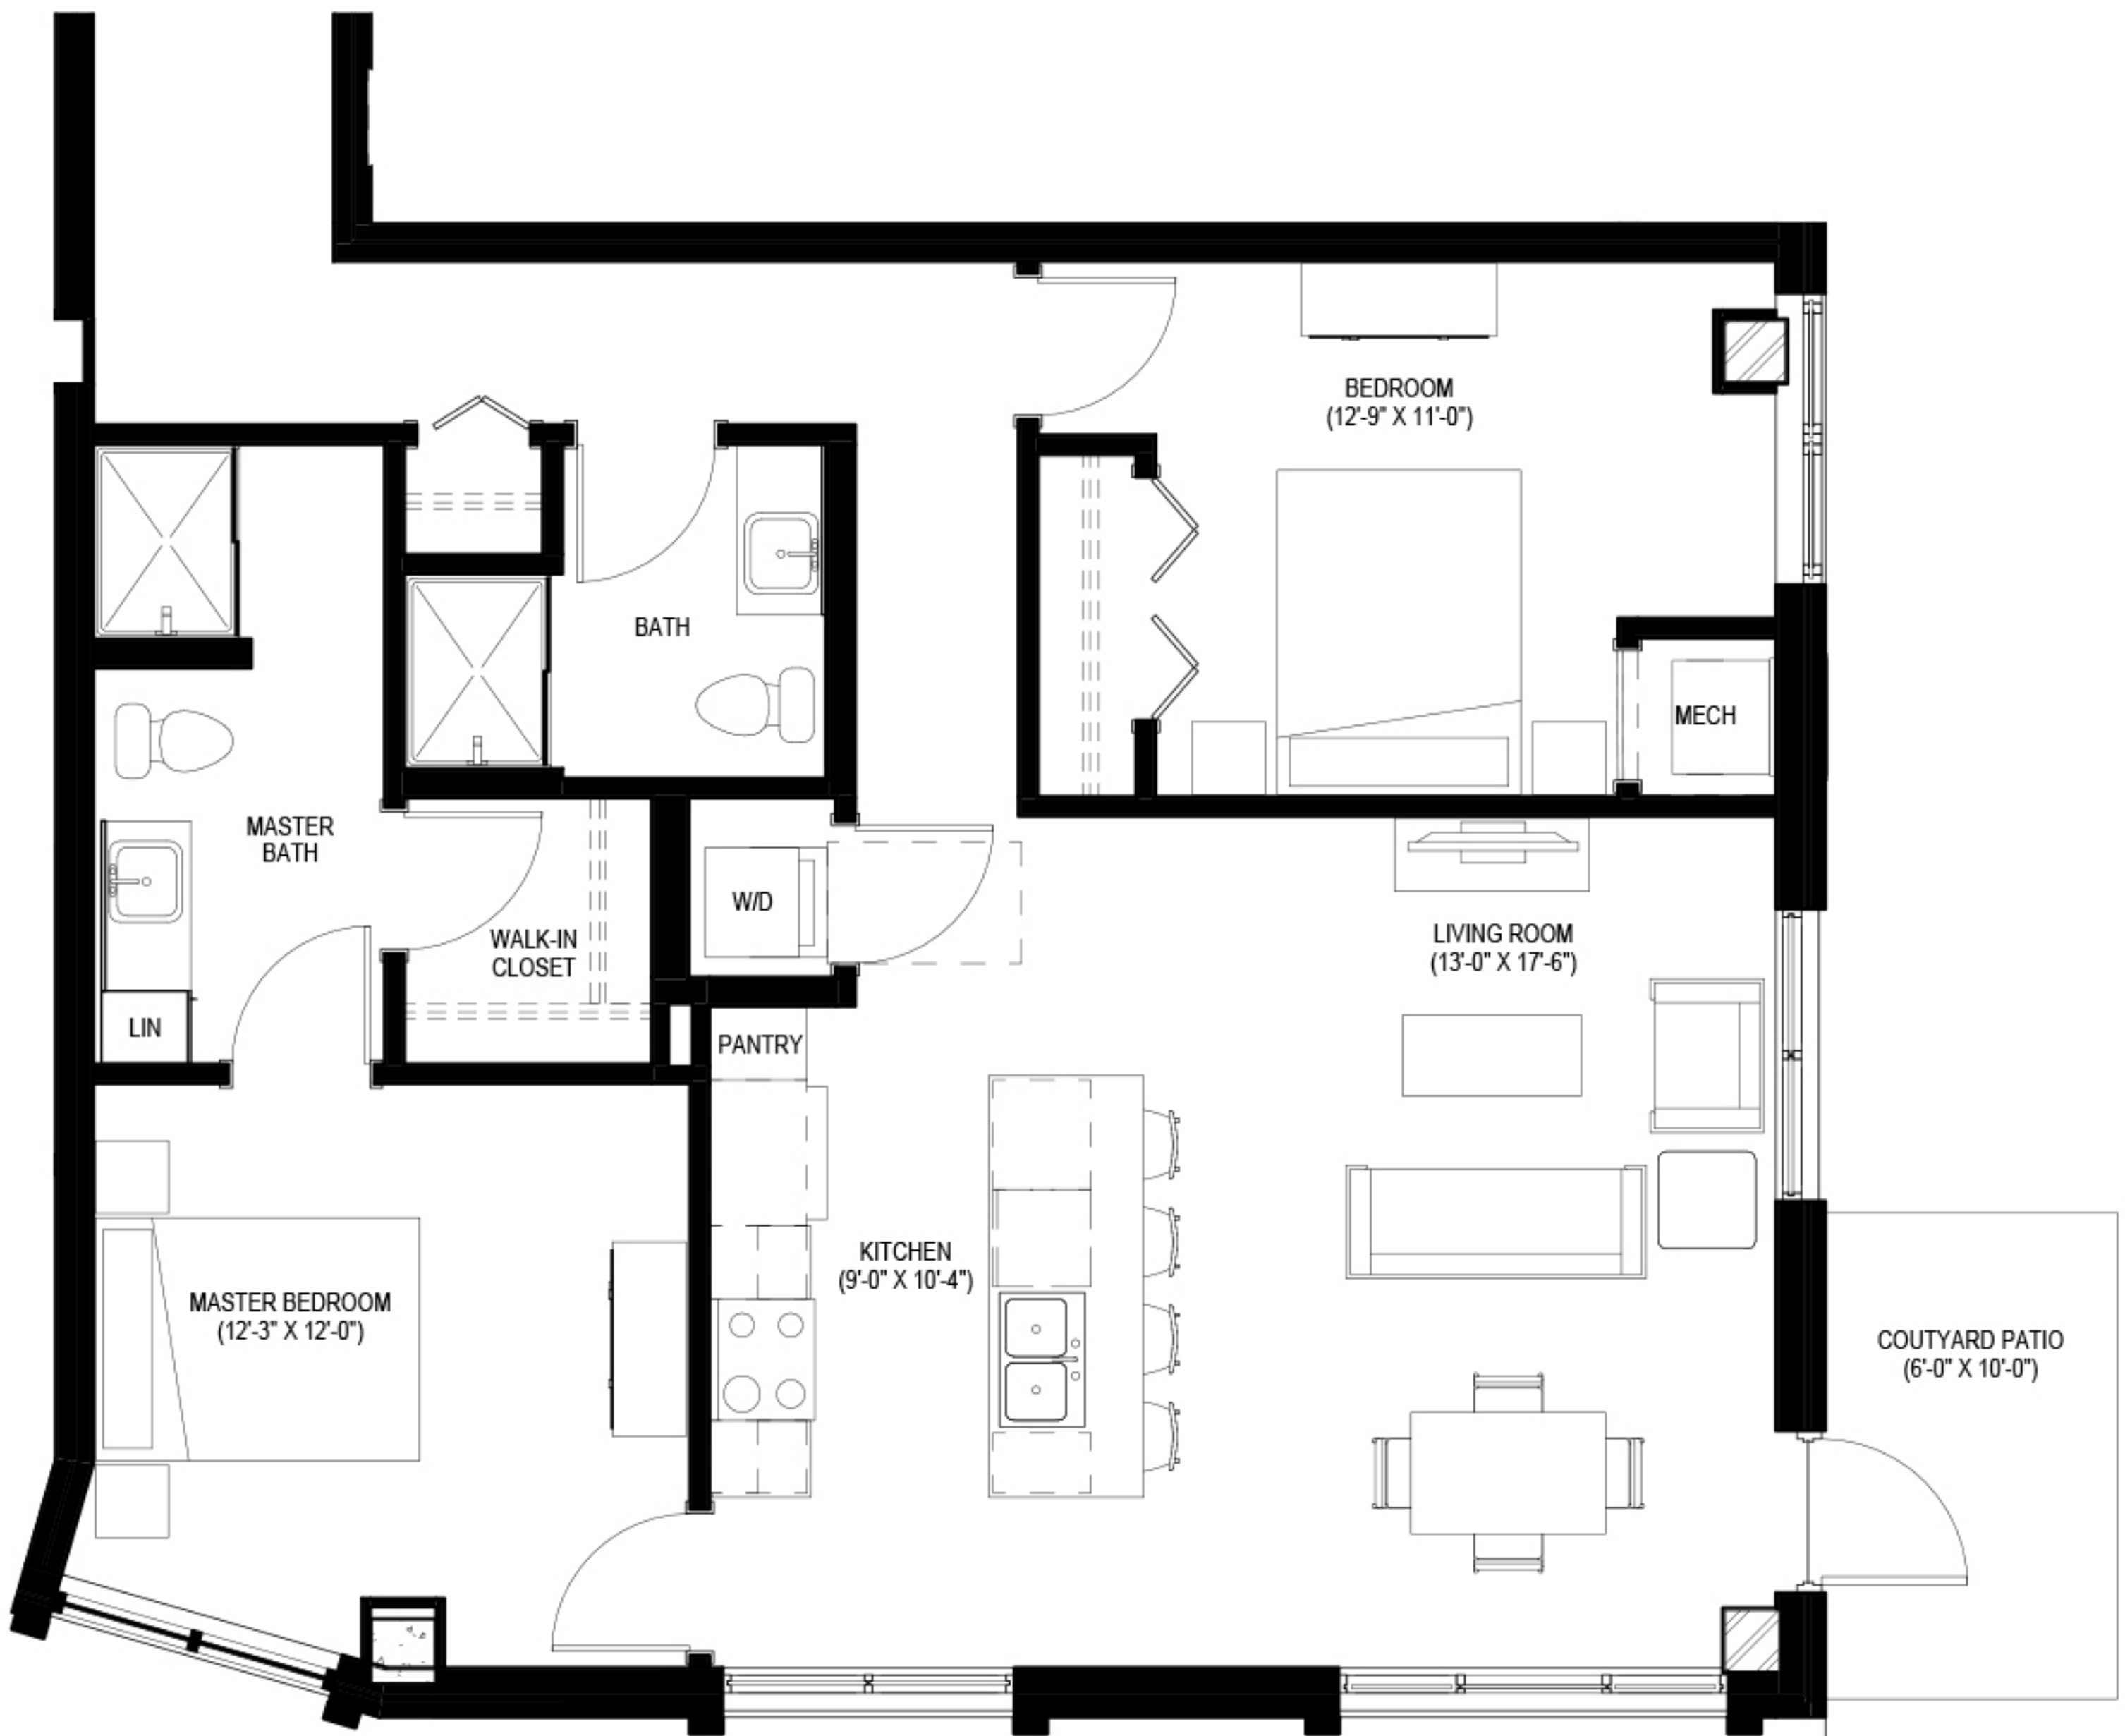 BEDROOM
(12'-9" X 11'-0")
BATH
MECH
MASTER
BATH
W/D
WALK-IN
CLOSET
LIVING ROOM
(13'-0" X 17'-6")
LIN
PANTRY
KITCHEN
(9'-0" X 10'-4")
MASTER BEDROOM
(12'-3" X 12'-0")
COUTYARD PATIO
(6'-0" X 10'-0")